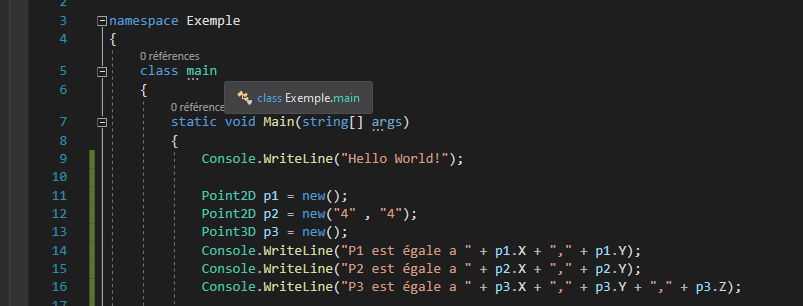 2
3 namespace Exemple
4 {
0 références
5 class main
6 {
class Exemple.main
0 référence
7 static void Main(string[] args)
8 {
9 Console.WriteLine("Hello World!");
10
11 Point2D p1 = new();
12 Point2D p2 = new("4" , "4");
13 Point3D p3 = new();
14 Console.WriteLine("P1 est égale a " + p1.X + "," + p1.Y);
15 Console.WriteLine("P2 est égale a " + p2.X + "," + p2.Y);
16 Console.WriteLine("P3 est égale a " + p3.X + "," + p3.Y + "," + p3.Z);
17